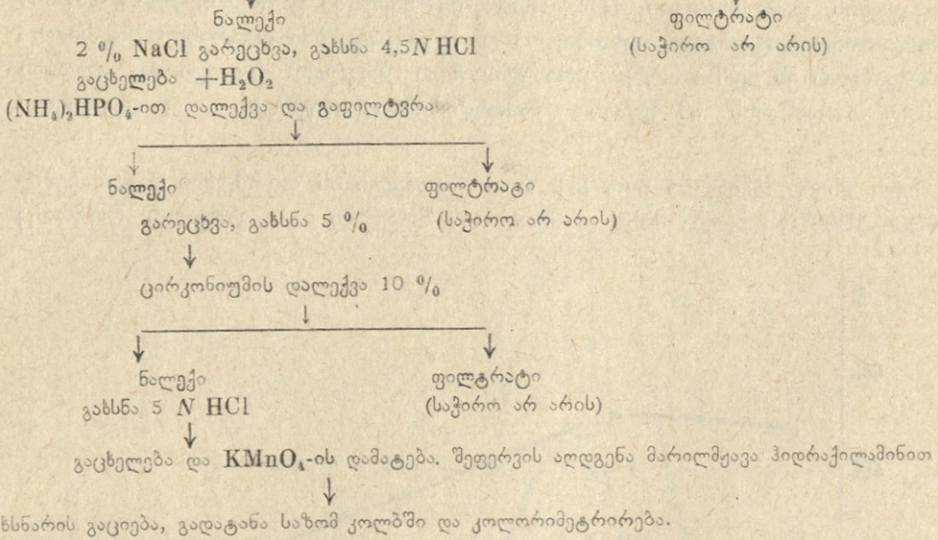 ნალექი ფილტრატი
2 % NaCl გარეცხვა, გახსნა 4,5N HCl (საჭირო არ არის)
გაცხელება +H₂O₂
(NH₄)₂HPO₄-ით დალექვა და გაფილტვრა
ნალექი ფილტრატი
გარეცხვა, გახსნა 5 % (საჭირო არ არის)
ცირკონიუმის დალექვა 10 %
ნალექი ფილტრატი
გახსნა 5 N HCl (საჭირო არ არის)
გაცხელება და KMnO₄-ის დამატება. შეფერვის აღდგენა მარილმჟავა ჰიდრაქილამინით
ხსნარის გაციება, გადატანა საზომ კოლბში და კოლორიმეტრირება.